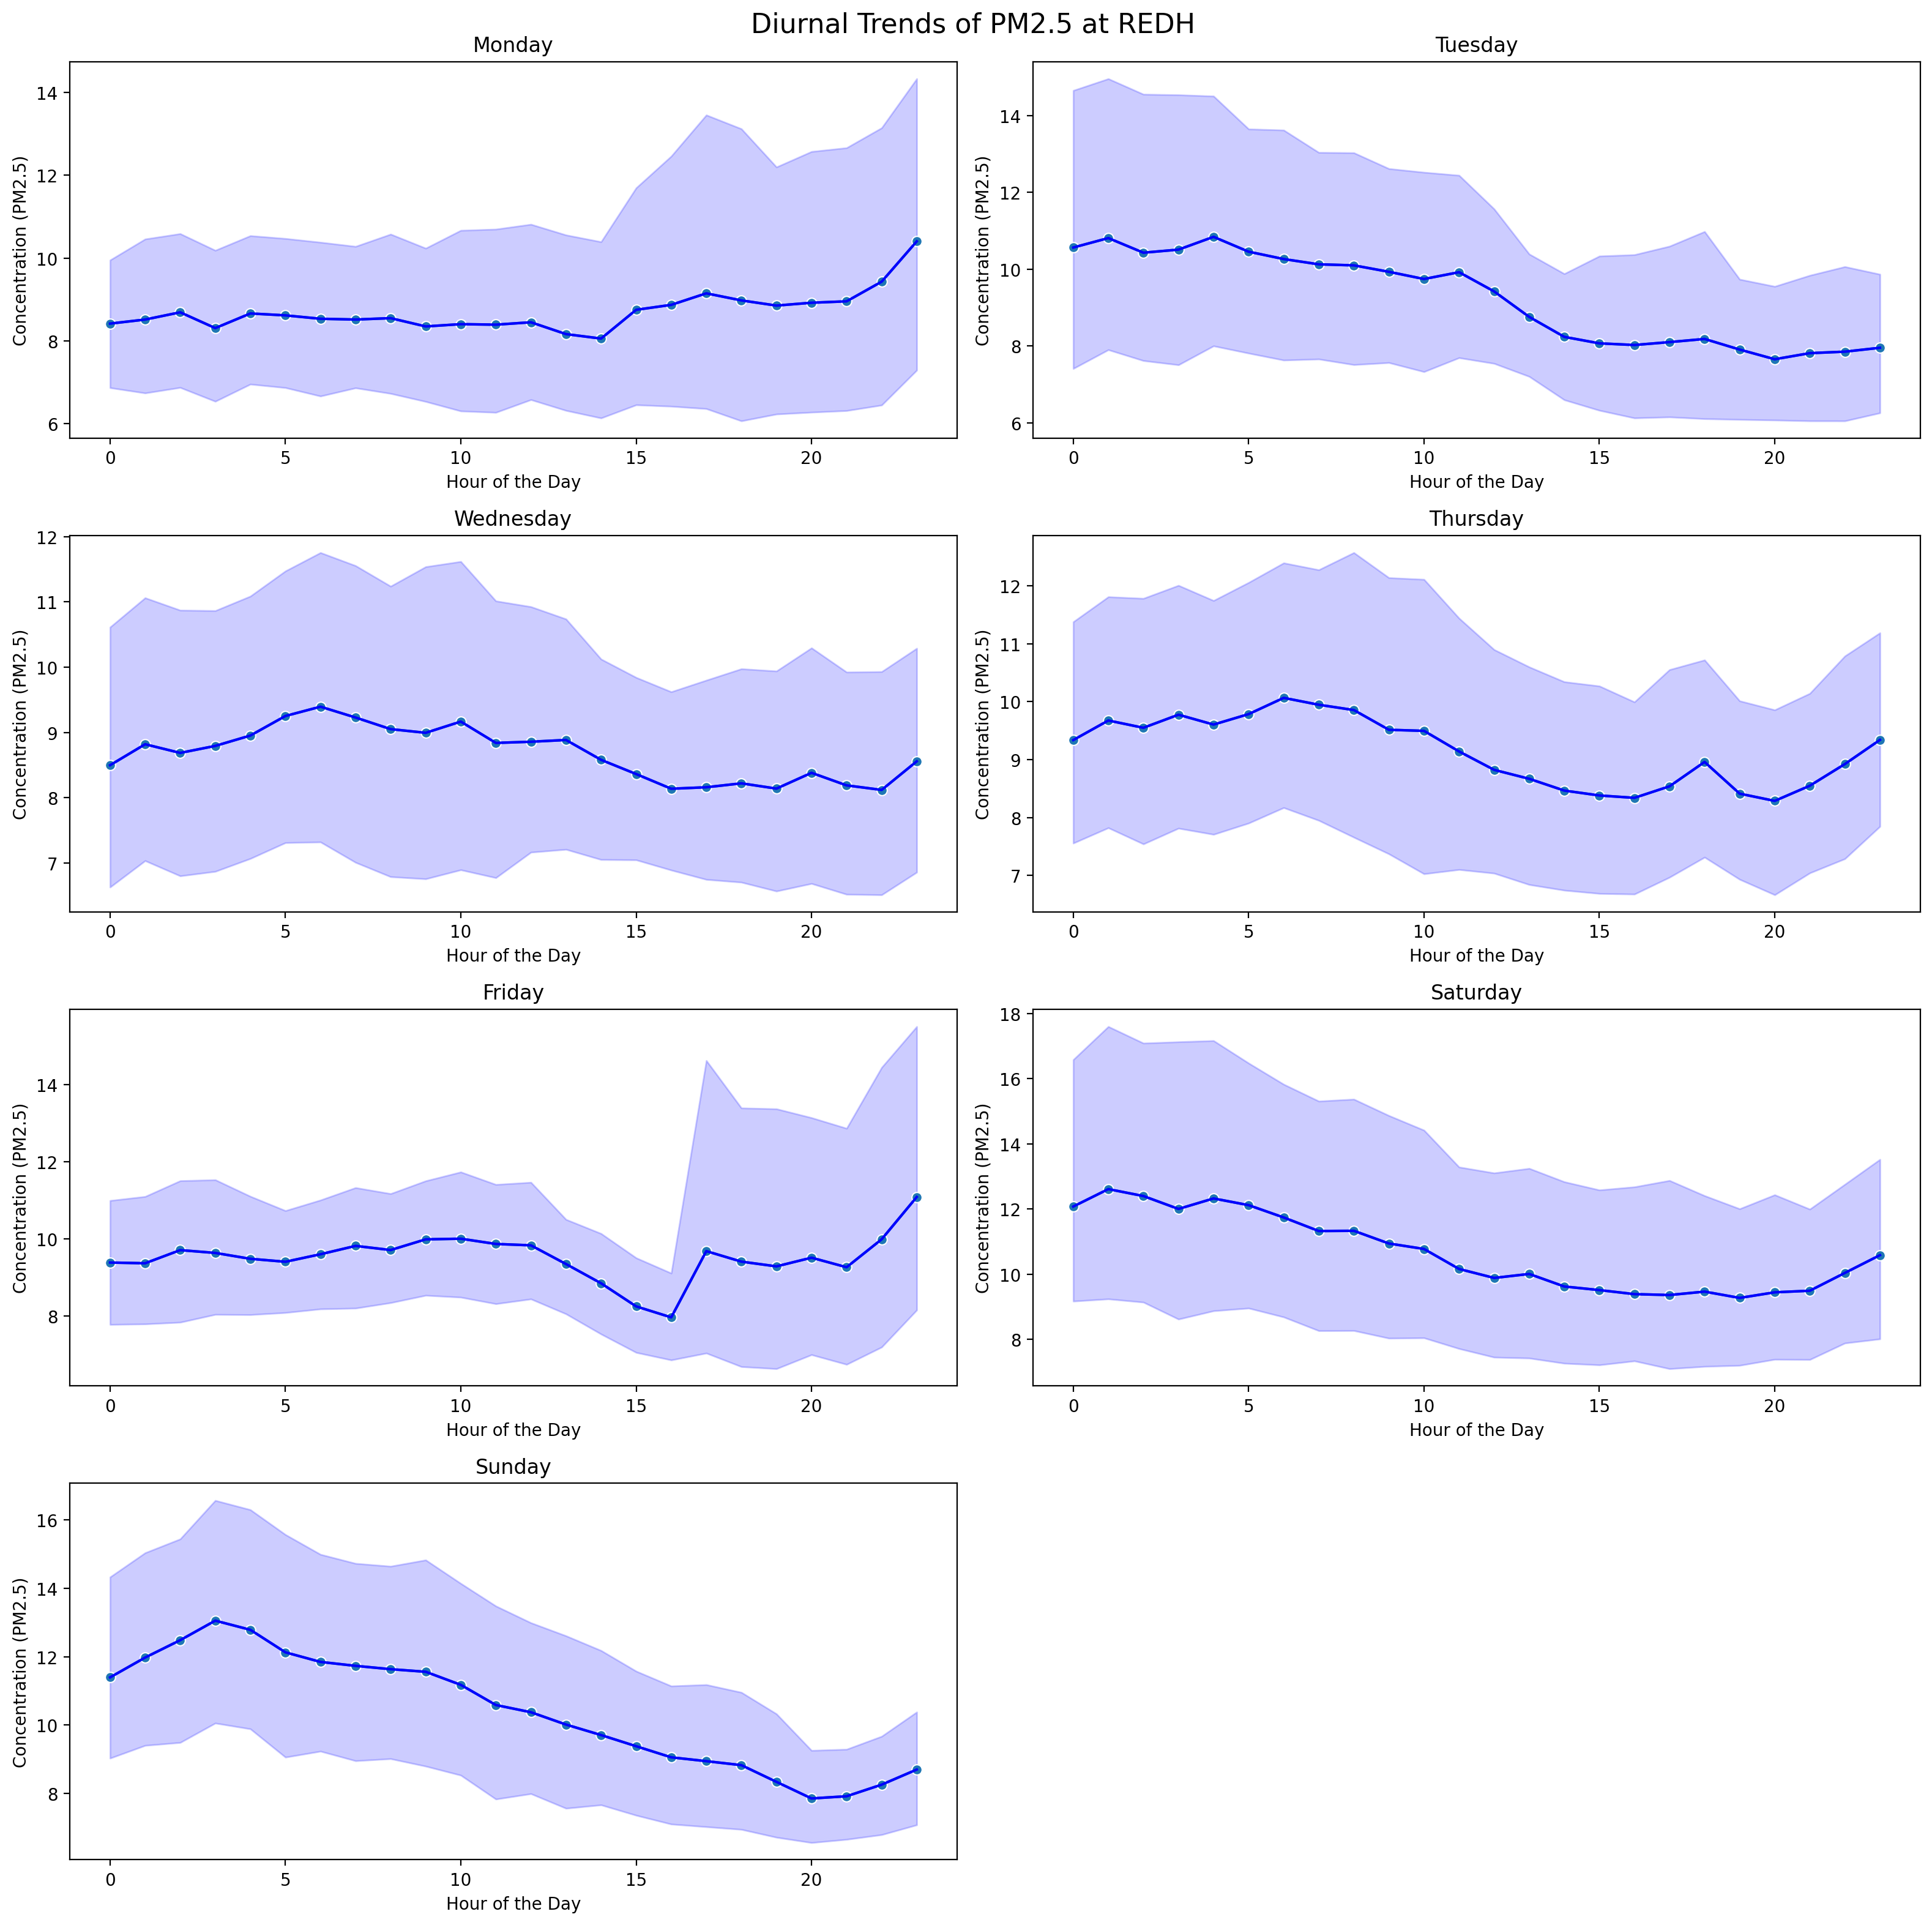 Diurnal Trends of PM2.5 at REDH
Monday
Concentration (PM2.5)
14
12
10
8
6
0 5 10 15 20
Hour of the Day
Tuesday
Concentration (PM2.5)
14
12
10
8
6
0 5 10 15 20
Hour of the Day
Wednesday
Concentration (PM2.5)
12
11
10
9
8
7
0 5 10 15 20
Hour of the Day
Thursday
Concentration (PM2.5)
12
11
10
9
8
7
0 5 10 15 20
Hour of the Day
Friday
Concentration (PM2.5)
14
12
10
8
0 5 10 15 20
Hour of the Day
Saturday
Concentration (PM2.5)
18
16
14
12
10
8
0 5 10 15 20
Hour of the Day
Sunday
Concentration (PM2.5)
16
14
12
10
8
0 5 10 15 20
Hour of the Day